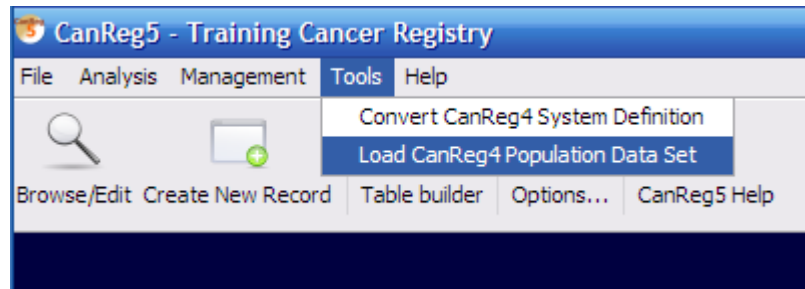 CanReg5 - Training Cancer Registry
File Analysis Management Tools Help
Convert CanReg4 System Definition
Load CanReg4 Population Data Set
Browse/Edit Create New Record Table builder Options... CanReg5 Help